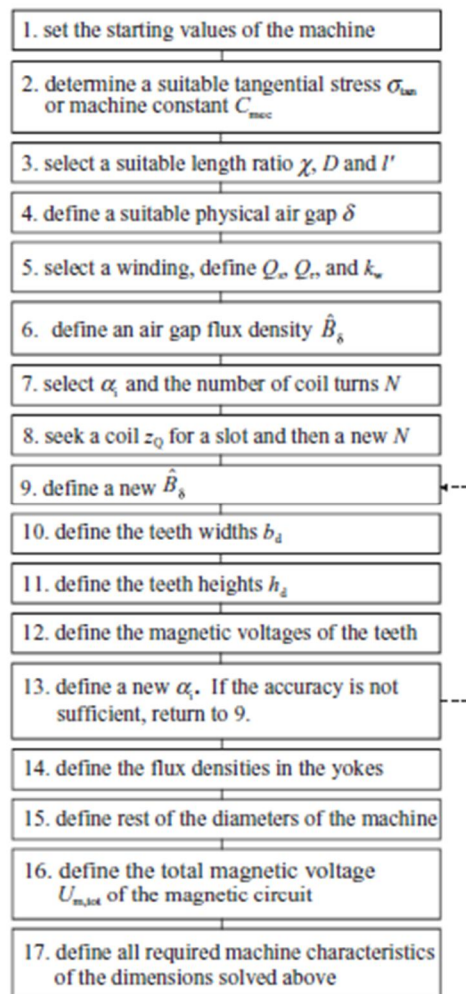 1. set the starting values of the machine
2. determine a suitable tangential stress σtan
or machine constant Cmec
3. select a suitable length ratio χ, D and l′
4. define a suitable physical air gap δ
5. select a winding, define Qs, Qr, and kw
6. define an air gap flux density B̂δ
7. select αi and the number of coil turns N
8. seek a coil zQ for a slot and then a new N
9. define a new B̂δ
10. define the teeth widths bd
11. define the teeth heights hd
12. define the magnetic voltages of the teeth
13. define a new αi. If the accuracy is not
sufficient, return to 9.
14. define the flux densities in the yokes
15. define rest of the diameters of the machine
16. define the total magnetic voltage
Um,tot of the magnetic circuit
17. define all required machine characteristics
of the dimensions solved above